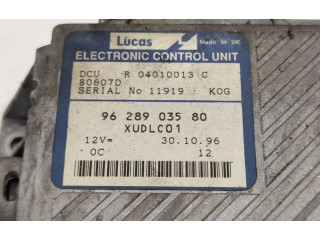 Lucas Made in UK
ELECTRONIC CONTROL UNIT
DCU R 04010013 C
80607D
SERIAL No 11919 KOG
96 289 035 80
XUDLC01
12V= 30.10.96
0C 12